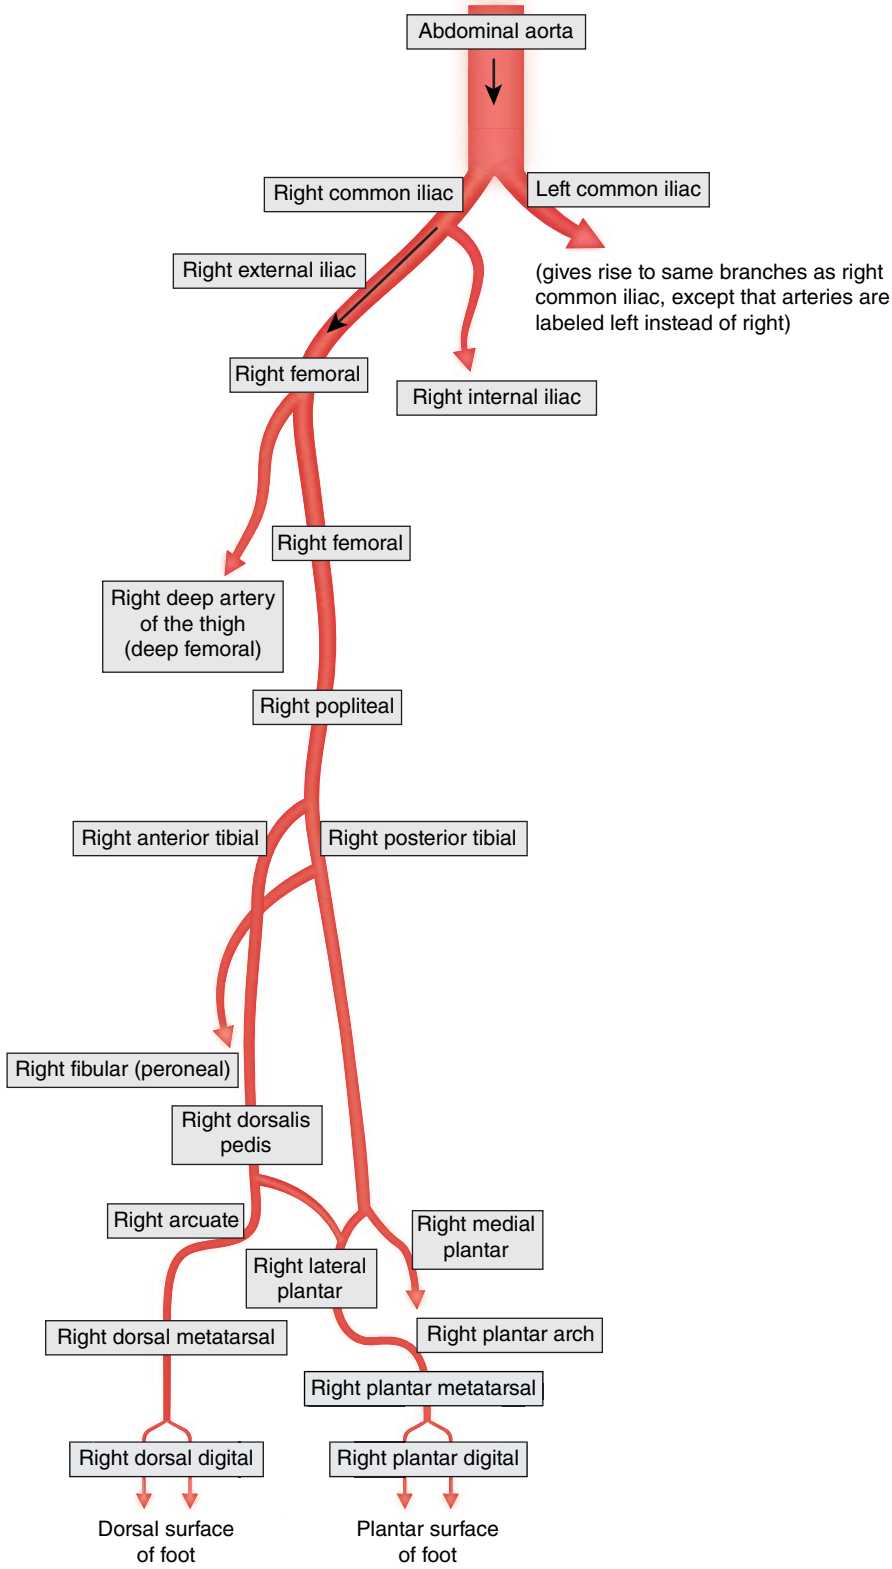 Abdominal aorta
Right common iliac
Left common iliac
Right external iliac
(gives rise to same branches as right
common iliac, except that arteries are
labeled left instead of right)
Right femoral
Right internal iliac
Right femoral
Right deep artery
of the thigh
(deep femoral)
Right popliteal
Right anterior tibial
Right posterior tibial
Right fibular (peroneal)
Right dorsalis
pedis
Right arcuate
Right medial
plantar
Right lateral
plantar
Right dorsal metatarsal
Right plantar arch
Right plantar metatarsal
Right dorsal digital
Right plantar digital
Dorsal surface
of foot
Plantar surface
of foot